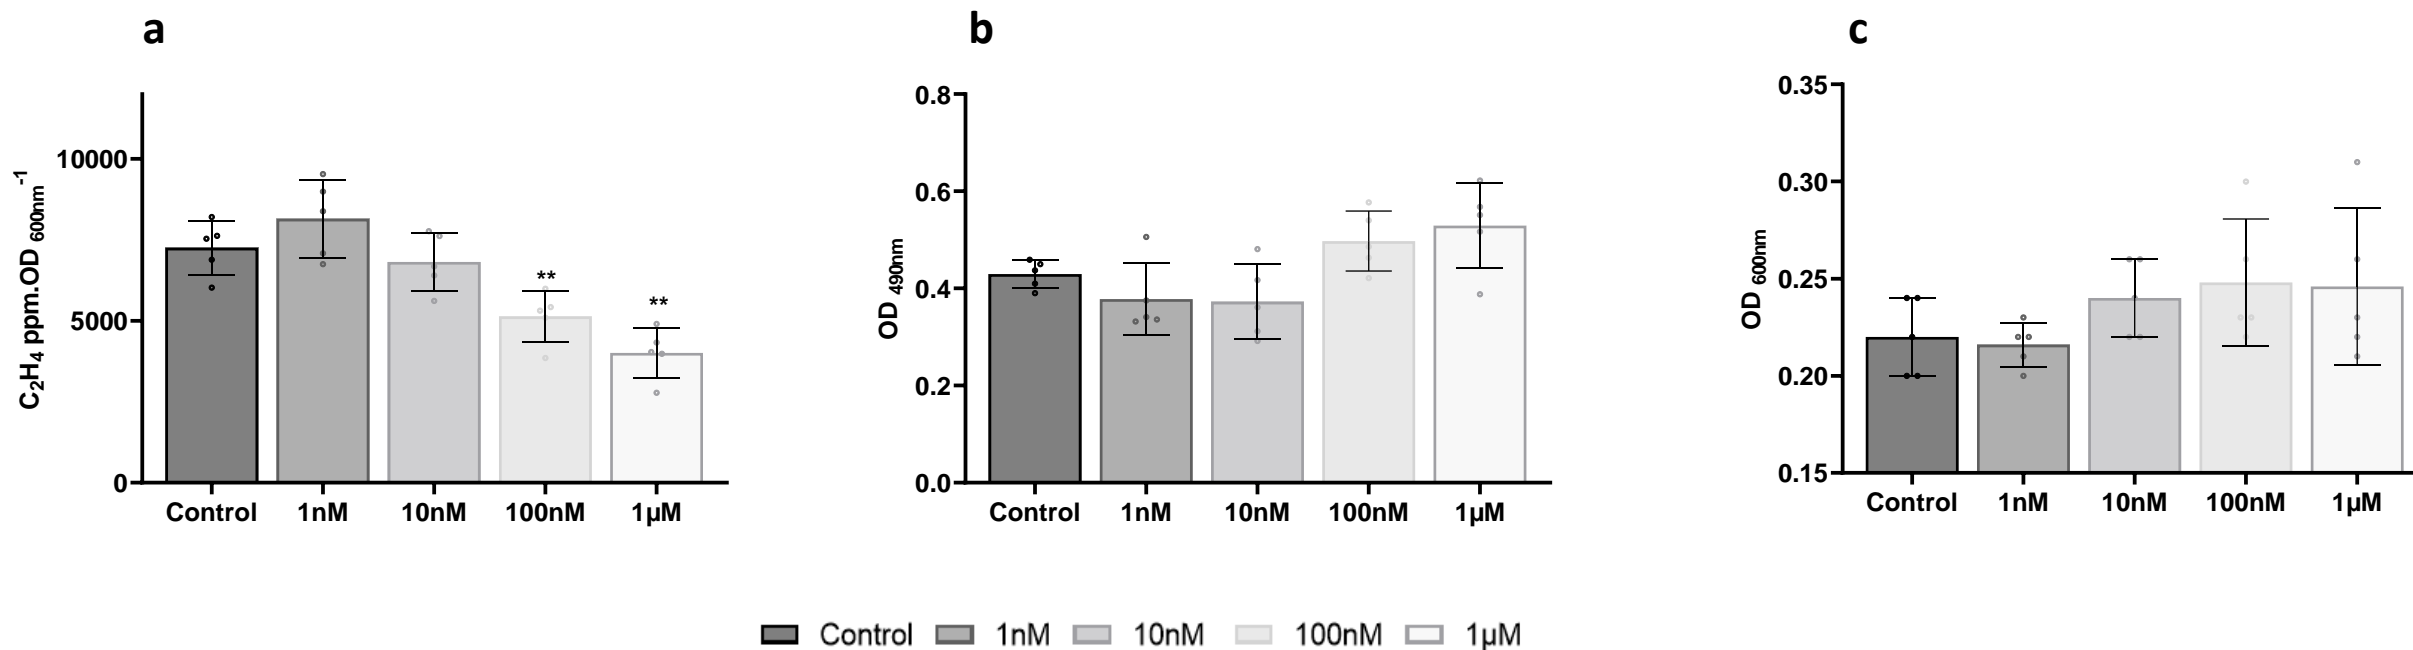 a
C2H4 ppm.OD 600nm-1
10000
5000
0
**
**
Control 1nM 10nM 100nM 1µM
b
OD 490nm
0.8
0.6
0.4
0.2
0.0
Control 1nM 10nM 100nM 1µM
c
OD 600nm
0.35
0.30
0.25
0.20
0.15
Control 1nM 10nM 100nM 1µM
Control 1nM 10nM 100nM 1µM